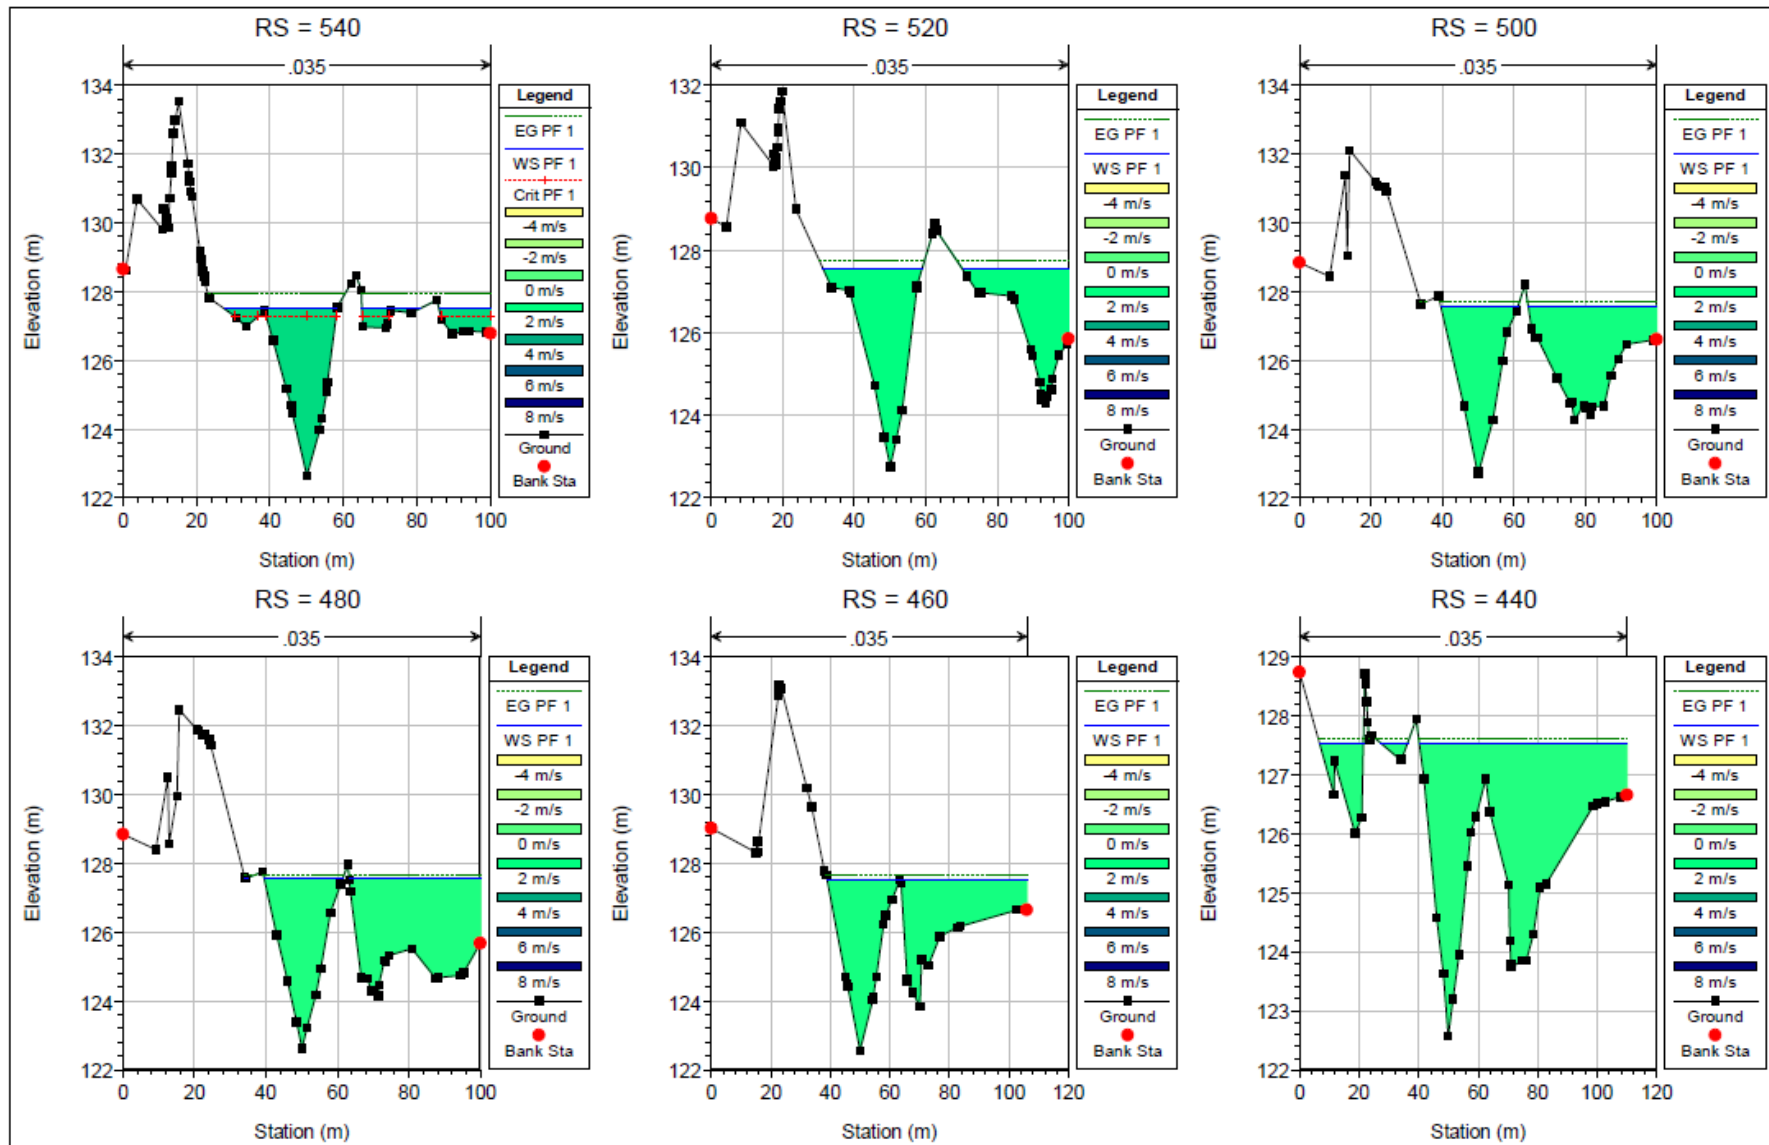 RS = 540
.035
134
132
130
128
126
124
122
Elevation (m)
0 20 40 60 80 100
Station (m)
Legend
EG PF 1
WS PF 1
Crit PF 1
-4 m/s
-2 m/s
0 m/s
2 m/s
4 m/s
6 m/s
8 m/s
Ground
Bank Sta
RS = 520
.035
132
130
128
126
124
122
Elevation (m)
0 20 40 60 80 100
Station (m)
Legend
EG PF 1
WS PF 1
-4 m/s
-2 m/s
0 m/s
2 m/s
4 m/s
6 m/s
8 m/s
Ground
Bank Sta
RS = 500
.035
134
132
130
128
126
124
122
Elevation (m)
0 20 40 60 80 100
Station (m)
Legend
EG PF 1
WS PF 1
-4 m/s
-2 m/s
0 m/s
2 m/s
4 m/s
6 m/s
8 m/s
Ground
Bank Sta
RS = 480
.035
134
132
130
128
126
124
122
Elevation (m)
0 20 40 60 80 100
Station (m)
Legend
EG PF 1
WS PF 1
-4 m/s
-2 m/s
0 m/s
2 m/s
4 m/s
6 m/s
8 m/s
Ground
Bank Sta
RS = 460
.035
134
132
130
128
126
124
122
Elevation (m)
0 20 40 60 80 100 120
Station (m)
Legend
EG PF 1
WS PF 1
-4 m/s
-2 m/s
0 m/s
2 m/s
4 m/s
6 m/s
8 m/s
Ground
Bank Sta
RS = 440
.035
129
128
127
126
125
124
123
122
Elevation (m)
0 20 40 60 80 100 120
Station (m)
Legend
EG PF 1
WS PF 1
-4 m/s
-2 m/s
0 m/s
2 m/s
4 m/s
6 m/s
8 m/s
Ground
Bank Sta